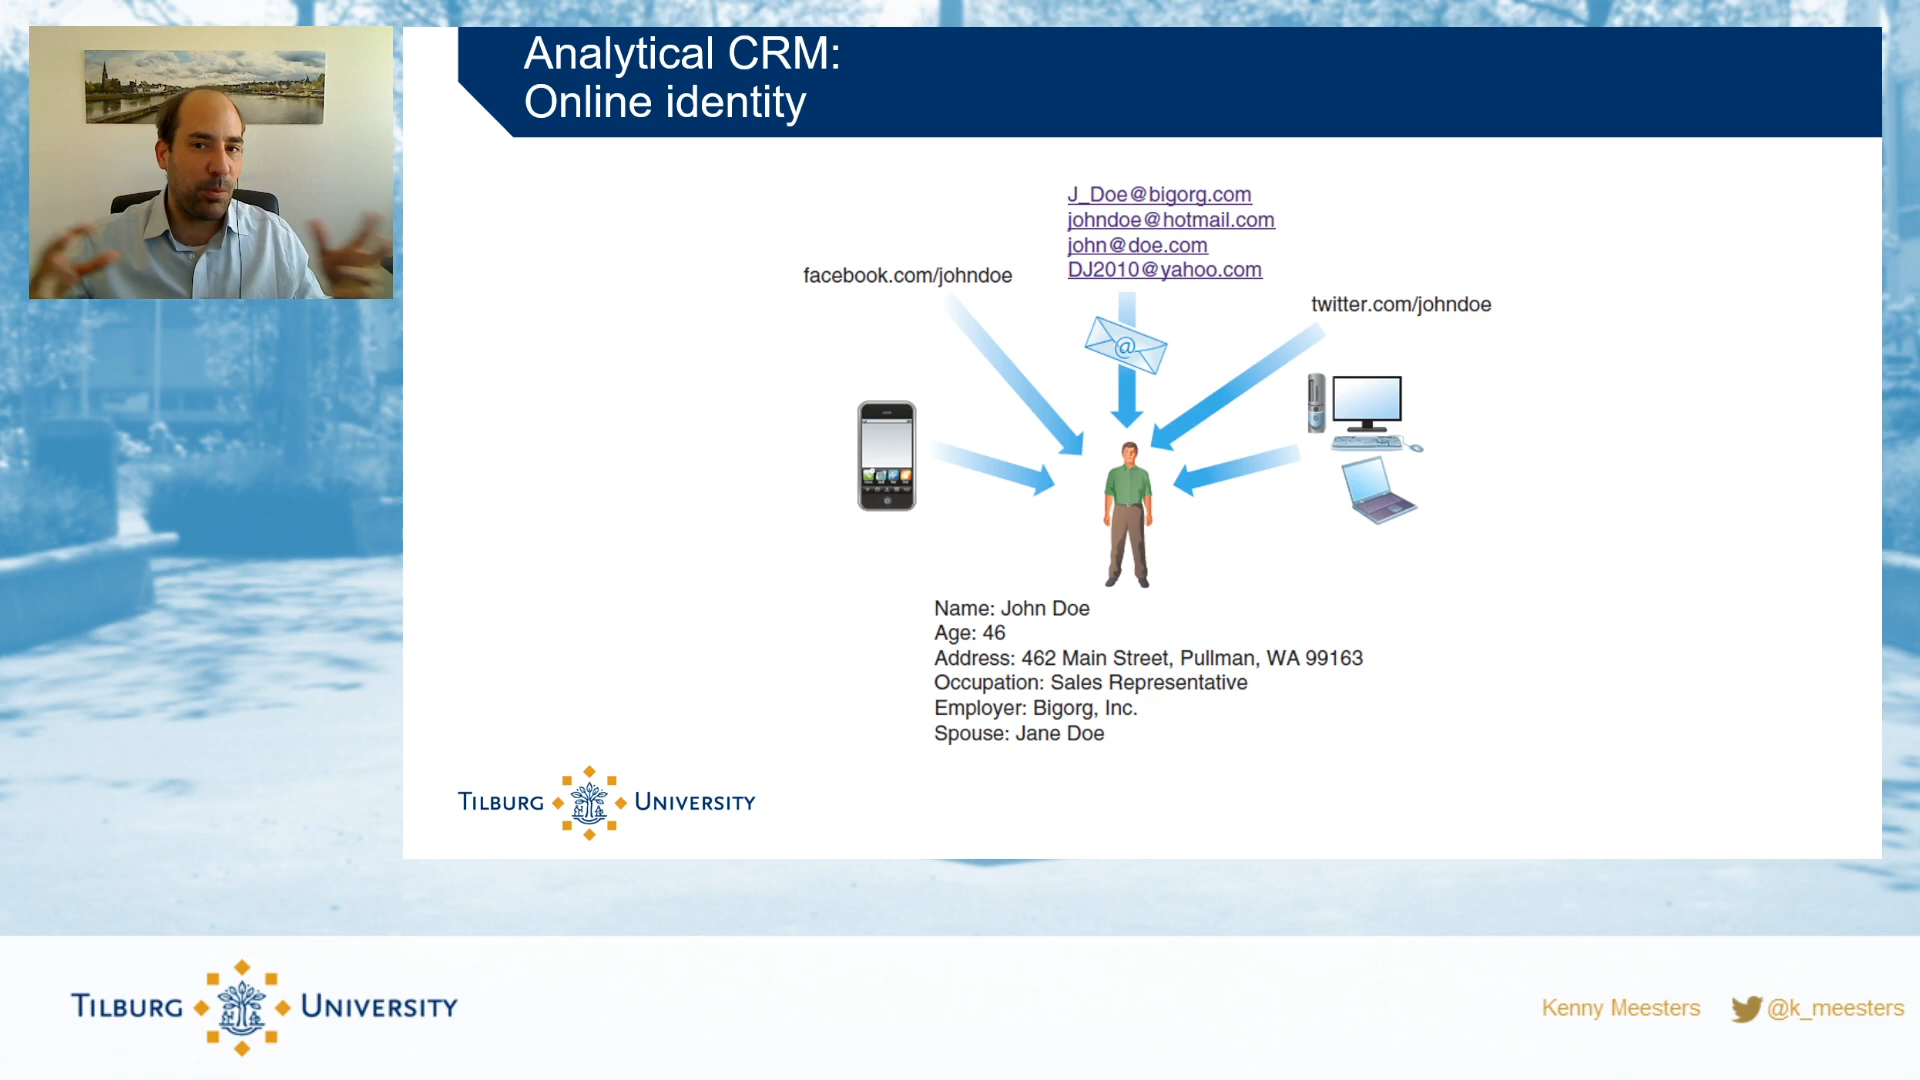 Analytical CRM:
Online identity
J_Doe@bigorg.com
johndoe@hotmail.com
john@doe.com
DJ2010@yahoo.com
facebook.com/johndoe
twitter.com/johndoe
@
Name: John Doe
Age: 46
Address: 462 Main Street, Pullman, WA 99163
Occupation: Sales Representative
Employer: Bigorg, Inc.
Spouse: Jane Doe
TILBURG UNIVERSITY
TILBURG UNIVERSITY
Kenny Meesters @k_meesters